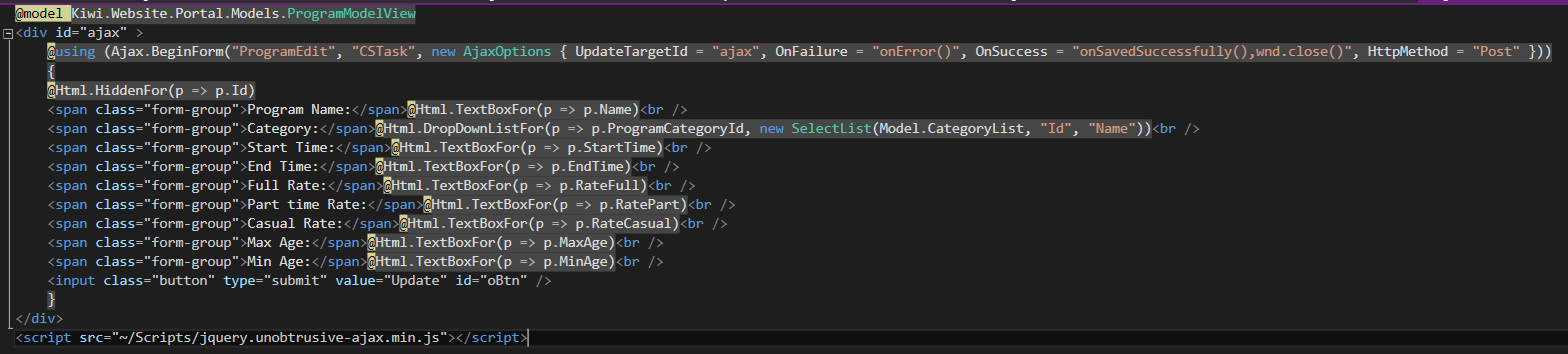 @model Kiwi.Website.Portal.Models.ProgramModelView
<div id="ajax" >
@using (Ajax.BeginForm("ProgramEdit", "CSTask", new AjaxOptions { UpdateTargetId = "ajax", OnFailure = "onError()", OnSuccess = "onSavedSuccessfully(),wnd.close()", HttpMethod = "Post" }))
{
@Html.HiddenFor(p => p.Id)
<span class="form-group">Program Name:</span>@Html.TextBoxFor(p => p.Name)<br />
<span class="form-group">Category:</span>@Html.DropDownListFor(p => p.ProgramCategoryId, new SelectList(Model.CategoryList, "Id", "Name"))<br />
<span class="form-group">Start Time:</span>@Html.TextBoxFor(p => p.StartTime)<br />
<span class="form-group">End Time:</span>@Html.TextBoxFor(p => p.EndTime)<br />
<span class="form-group">Full Rate:</span>@Html.TextBoxFor(p => p.RateFull)<br />
<span class="form-group">Part time Rate:</span>@Html.TextBoxFor(p => p.RatePart)<br />
<span class="form-group">Casual Rate:</span>@Html.TextBoxFor(p => p.RateCasual)<br />
<span class="form-group">Max Age:</span>@Html.TextBoxFor(p => p.MaxAge)<br />
<span class="form-group">Min Age:</span>@Html.TextBoxFor(p => p.MinAge)<br />
<input class="button" type="submit" value="Update" id="oBtn" />
}
</div>
<script src="~/Scripts/jquery.unobtrusive-ajax.min.js"></script>